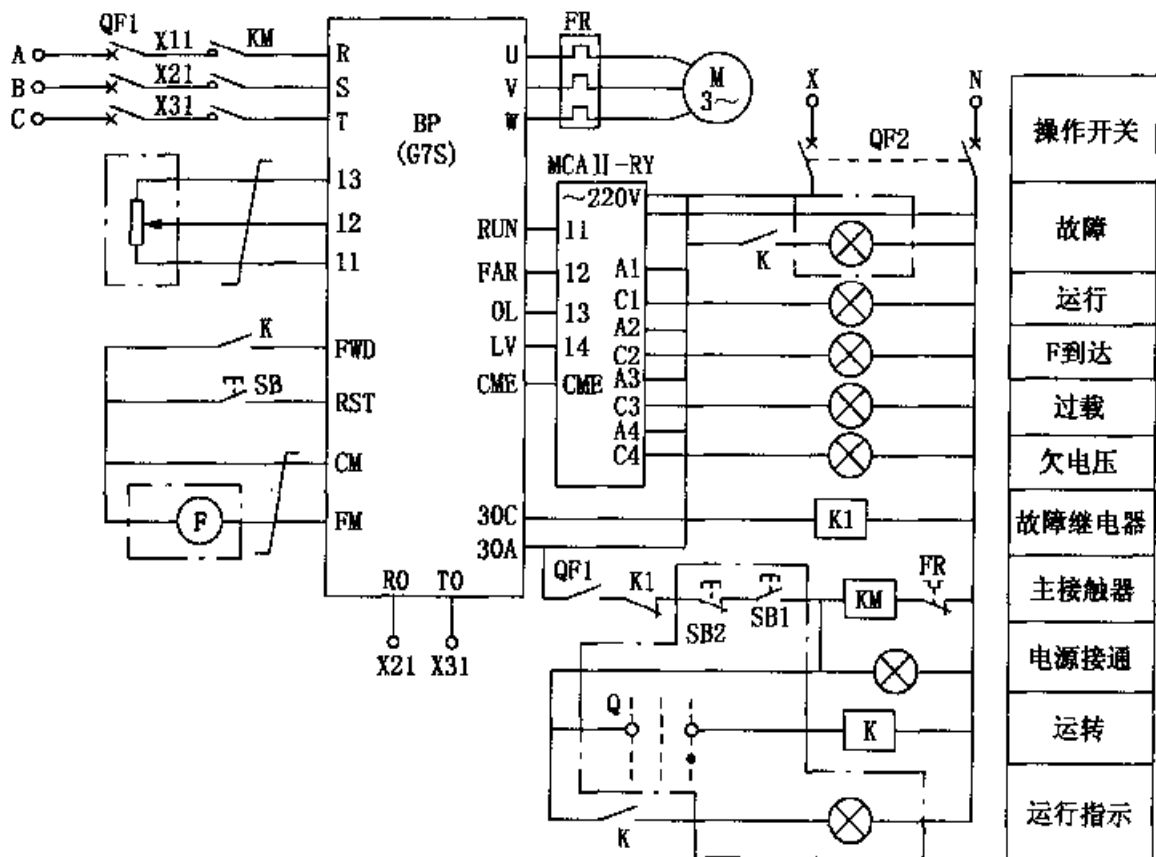 QF1
A
X11
KM
R
B
X21
S
C
X31
T
BP
(G7S)
U
V
W
FR
M
3～
X
N
QF2
操作开关
13
12
11
MCAⅡ-RY
～220V
RUN
11
FAR
12
OL
13
LV
14
CME
CME
A1
C1
A2
C2
A3
C3
A4
C4
K
故障
运行
F到达
过载
欠电压
K
FWD
SB
RST
CM
F
FM
30C
30A
K1
故障继电器
R0
T0
X21
X31
QF1
K1
SB2
SB1
KM
FR
主接触器
电源接通
Q
K
运转
K
运行指示